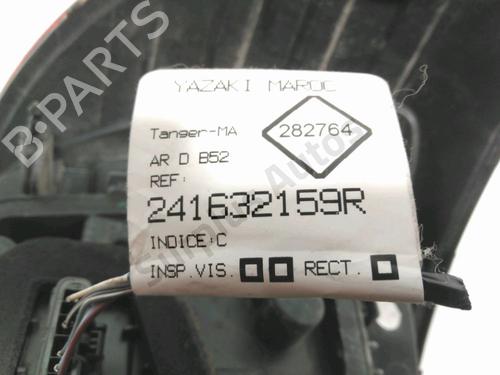 YAZAKI MAROC
Tanger-MA
282764
AR D B52
REF:
241632159R
INDICE:C
INSP.VIS. RECT.
B-PARTS